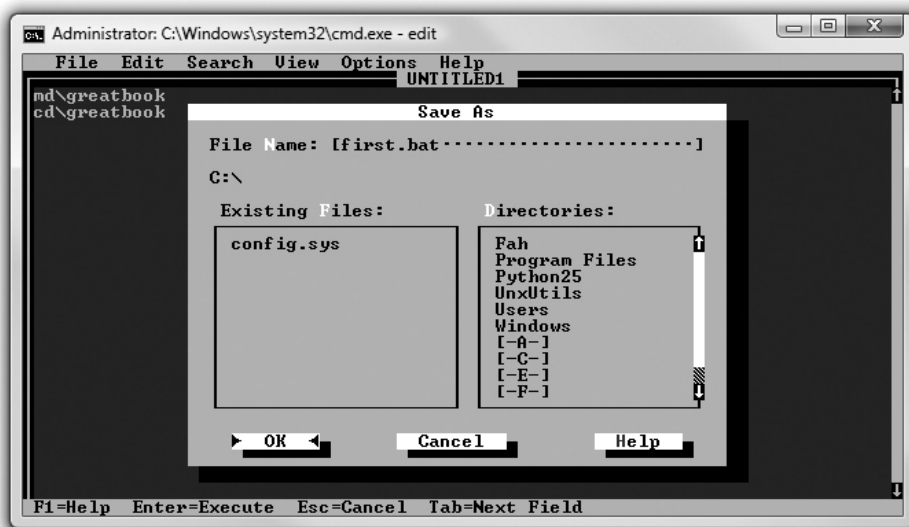 Administrator: C:\Windows\system32\cmd.exe - edit
File Edit Search View Options Help
UNTITLED1
md\greatbook
cd\greatbook
Save As
File Name: [first.bat·······················]
C:\
Existing Files:
Directories:
config.sys
Fah
Program Files
Python25
UnxUtils
Users
Windows
[-A-]
[-C-]
[-E-]
[-F-]
OK
Cancel
Help
F1=Help Enter=Execute Esc=Cancel Tab=Next Field